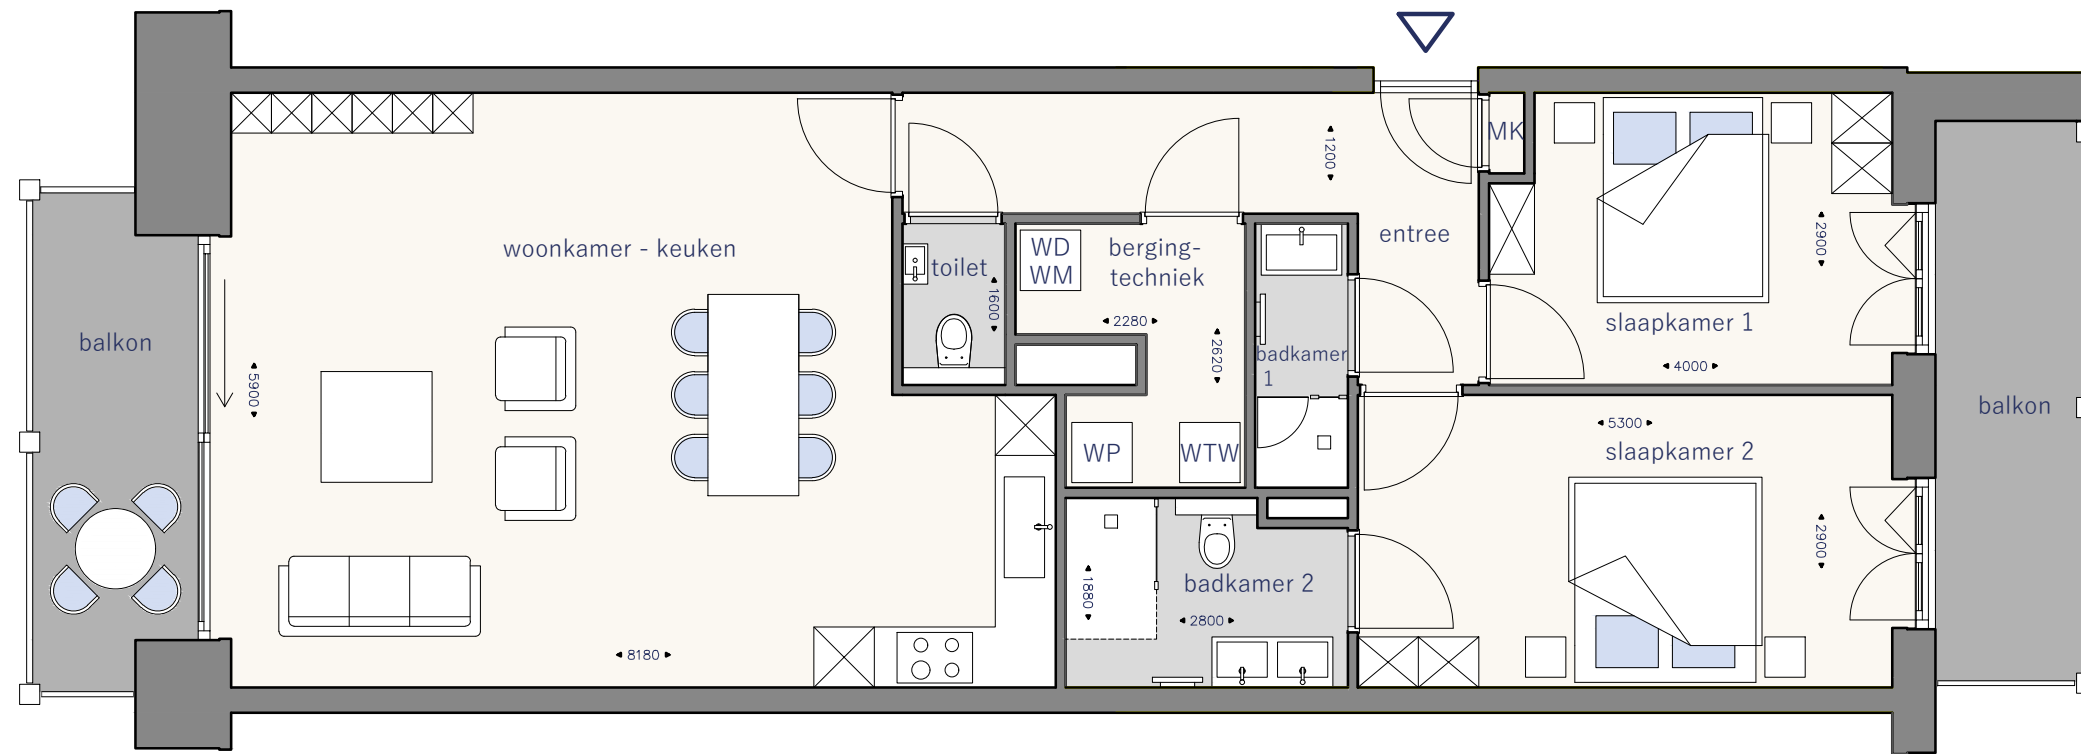 MK
1200
woonkamer - keuken
toilet
1600
WD
WM
berging-
techniek
2280
2620
entree
2900
slaapkamer 1
4000
balkon
5900
badkamer
1
balkon
5300
slaapkamer 2
WP
WTW
2900
1880
badkamer 2
2800
8180